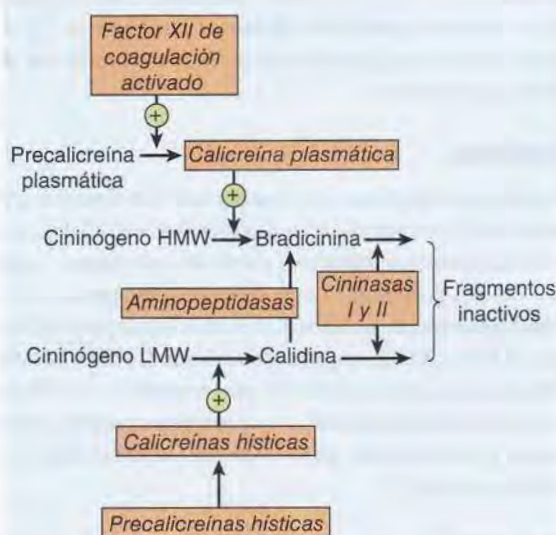 Factor XII de
coagulación
activado
+
Precalicreína
plasmática
Calicreína plasmática
+
Cininógeno HMW
Bradicinina
Aminopeptidasas
Cininasas
I y II
Fragmentos
inactivos
Cininógeno LMW
Calidina
+
Calicreínas hísticas
Precalicreínas hísticas